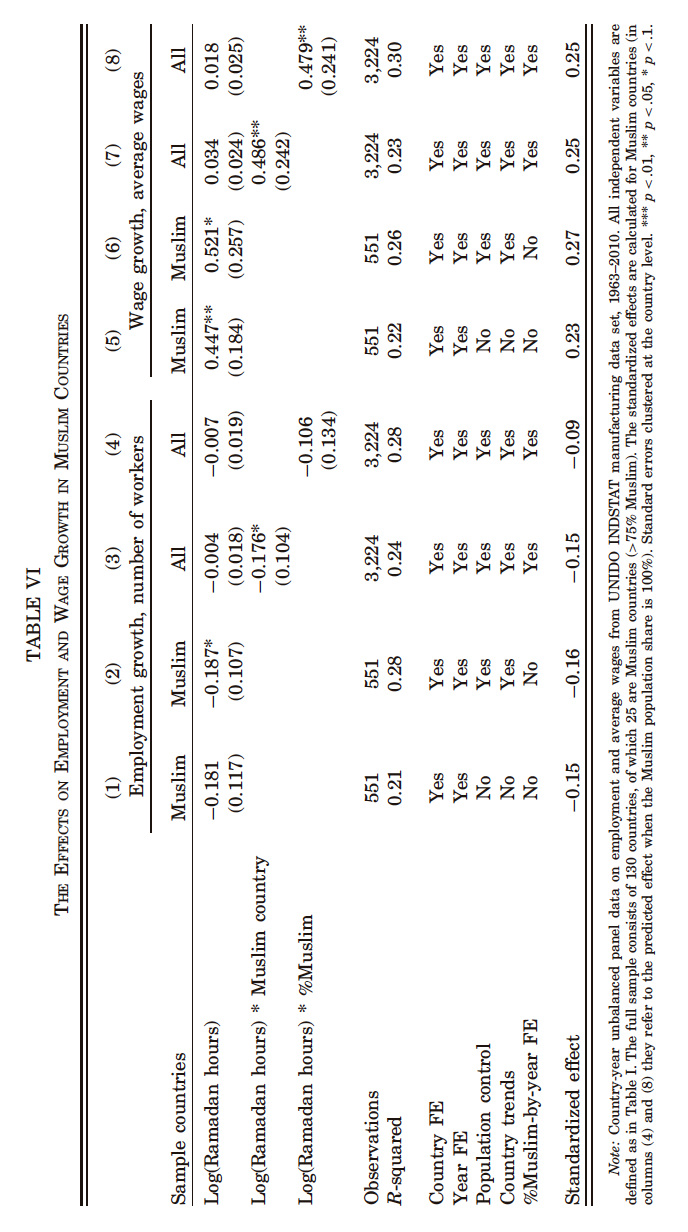 TABLE VI
THE EFFECTS ON EMPLOYMENT AND WAGE GROWTH IN MUSLIM COUNTRIES
(1) (2) (3) (4) (5) (6) (7) (8)
Employment growth, number of workers Wage growth, average wages
Sample countries Muslim Muslim All All Muslim Muslim All All
Log(Ramadan hours) −0.181 −0.187* −0.004 −0.007 0.447** 0.521* 0.034 0.018
(0.117) (0.107) (0.018) (0.019) (0.184) (0.257) (0.024) (0.025)
Log(Ramadan hours) * Muslim country −0.176* 0.486**
(0.104) (0.242)
Log(Ramadan hours) * %Muslim −0.106 0.479**
(0.134) (0.241)
Observations 551 551 3,224 3,224 551 551 3,224 3,224
R-squared 0.21 0.28 0.24 0.28 0.22 0.26 0.23 0.30
Country FE Yes Yes Yes Yes Yes Yes Yes Yes
Year FE Yes Yes Yes Yes Yes Yes Yes Yes
Population control No Yes Yes Yes No Yes Yes Yes
Country trends No Yes Yes Yes No Yes Yes Yes
%Muslim-by-year FE No No Yes Yes No No Yes Yes
Standardized effect −0.15 −0.16 −0.15 −0.09 0.23 0.27 0.25 0.25
Note: Country-year unbalanced panel data on employment and average wages from UNIDO INDSTAT manufacturing data set, 1963–2010. All independent variables are
defined as in Table I. The full sample consists of 130 countries, of which 25 are Muslim countries (>75% Muslim). The standardized effects are calculated for Muslim countries (in
columns (4) and (8) they refer to the predicted effect when the Muslim population share is 100%). Standard errors clustered at the country level. *** p <.01, ** p <.05, * p <.1.